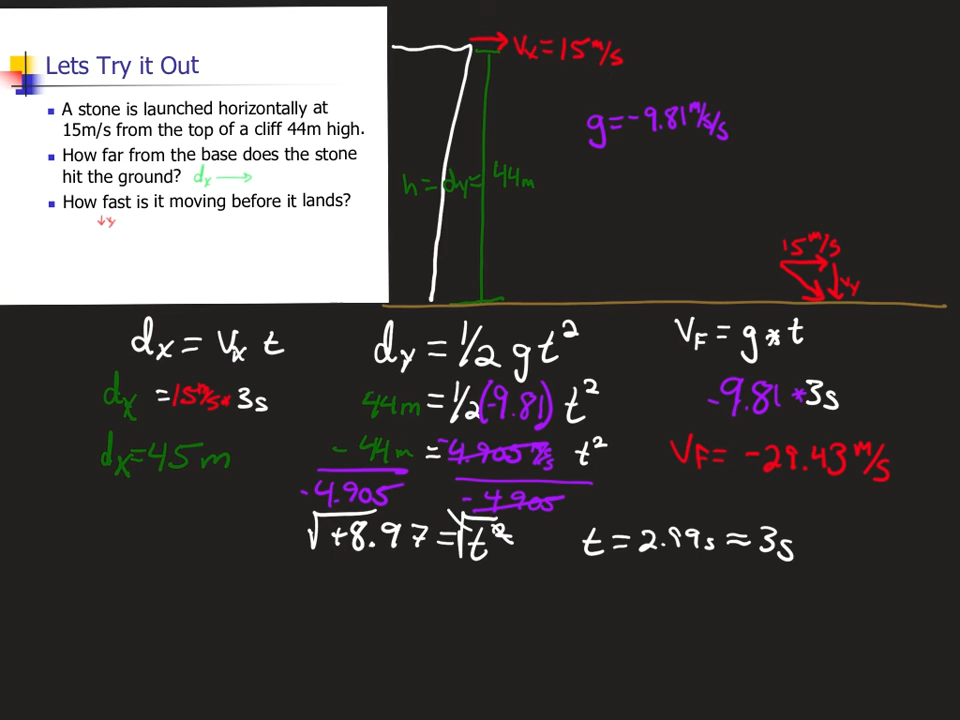 Lets Try it Out
A stone is launched horizontally at
15m/s from the top of a cliff 44m high.
How far from the base does the stone
hit the ground? dx →
How fast is it moving before it lands?
↓vy
Vx = 15 m/s
g = -9.81 m/s/s
h = dy = 44m
15 m/s
vy
dx = Vx t
dx = 15 m/s * 3s
dx = 45 m
dy = 1/2 g t²
44m = 1/2 (-9.81) t²
-44m = -4.905 m/s t²
-4.905 -4.905
√+8.97 = √t²
t = 2.99s ≈ 3s
VF = g * t
-9.81 * 3s
VF = -29.43 m/s